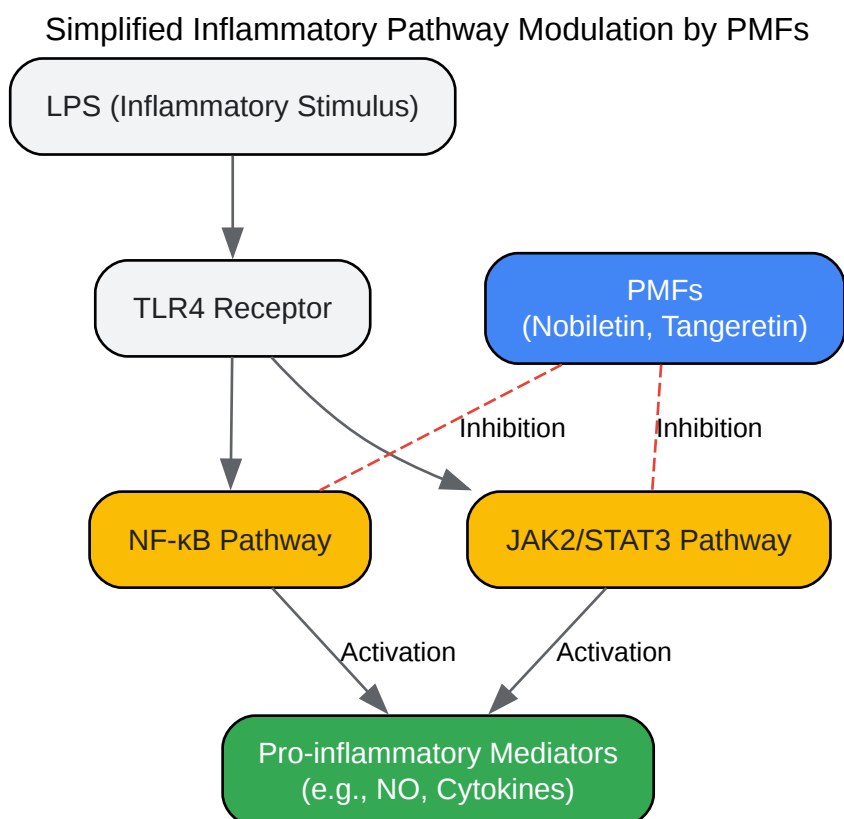 Simplified Inflammatory Pathway Modulation by PMFs
LPS (Inflammatory Stimulus)
TLR4 Receptor
PMFs
(Nobiletin, Tangeretin)
Inhibition
Inhibition
NF-κB Pathway
JAK2/STAT3 Pathway
Activation
Activation
Pro-inflammatory Mediators
(e.g., NO, Cytokines)